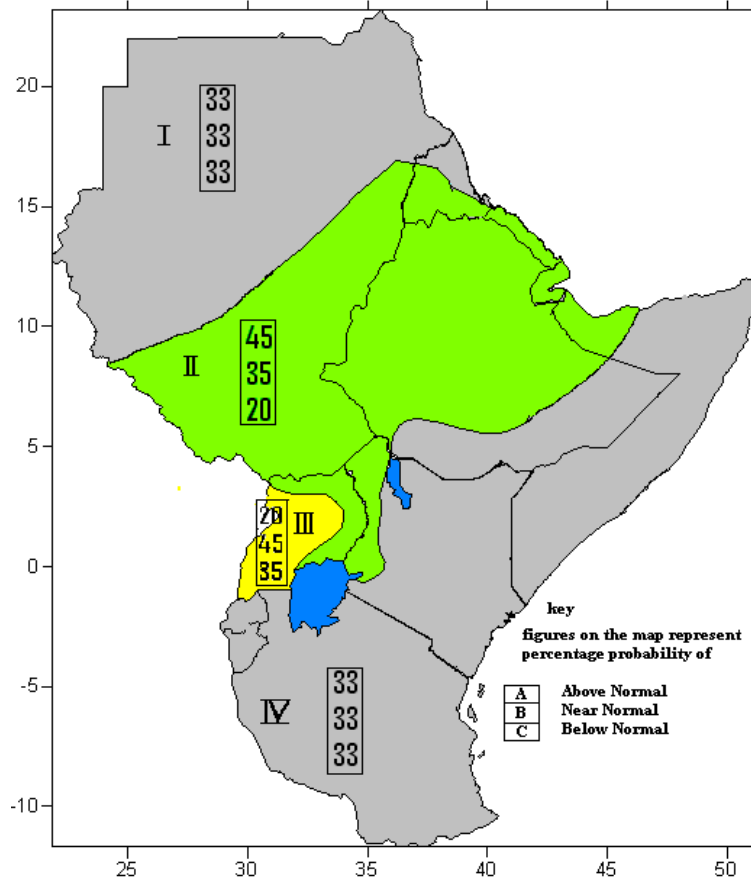 20
I
33
33
33
15
10
II
45
35
20
5
III
20
45
35
0
key
figures on the map represent
percentage probability of
A Above Normal
B Near Normal
C Below Normal
-5
IV
33
33
33
-10
25 30 35 40 45 50